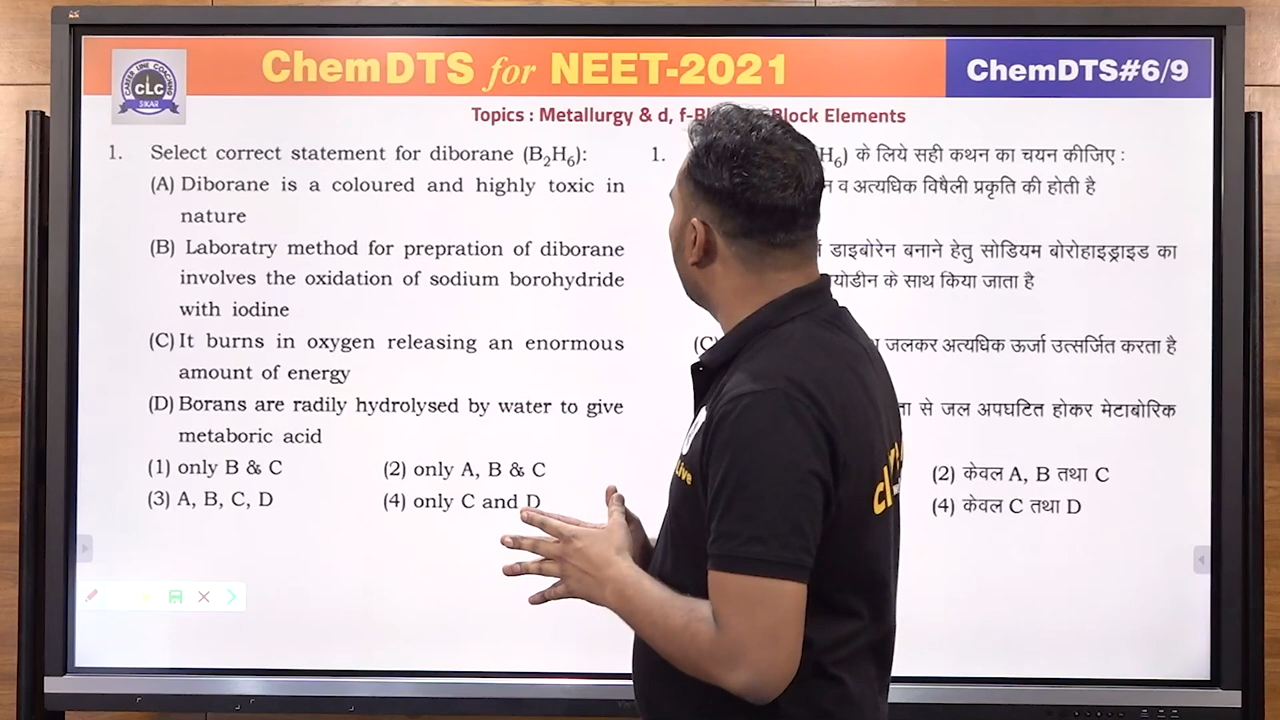 ChemDTS for NEET-2021
ChemDTS#6/9
CAREER LINE COACHING
CLC
SIKAR
Topics : Metallurgy & d, f-Bl Block Elements
1. Select correct statement for diborane (B₂H₆):
(A) Diborane is a coloured and highly toxic in
nature
(B) Laboratry method for prepration of diborane
involves the oxidation of sodium borohydride
with iodine
(C) It burns in oxygen releasing an enormous
amount of energy
(D) Borans are radily hydrolysed by water to give
metaboric acid
(1) only B & C (2) only A, B & C
(3) A, B, C, D (4) only C and D
1. H₆) के लिये सही कथन का चयन कीजिए :
व अत्यधिक विषैली प्रकृति की होती है
डाइबोरेन बनाने हेतु सोडियम बोरोहाइड्राइड का
के साथ किया जाता है
(C) जलकर अत्यधिक ऊर्जा उत्सर्जित करता है
से जल अपघटित होकर मेटाबोरिक
(2) केवल A, B तथा C
(4) केवल C तथा D
Live
cl